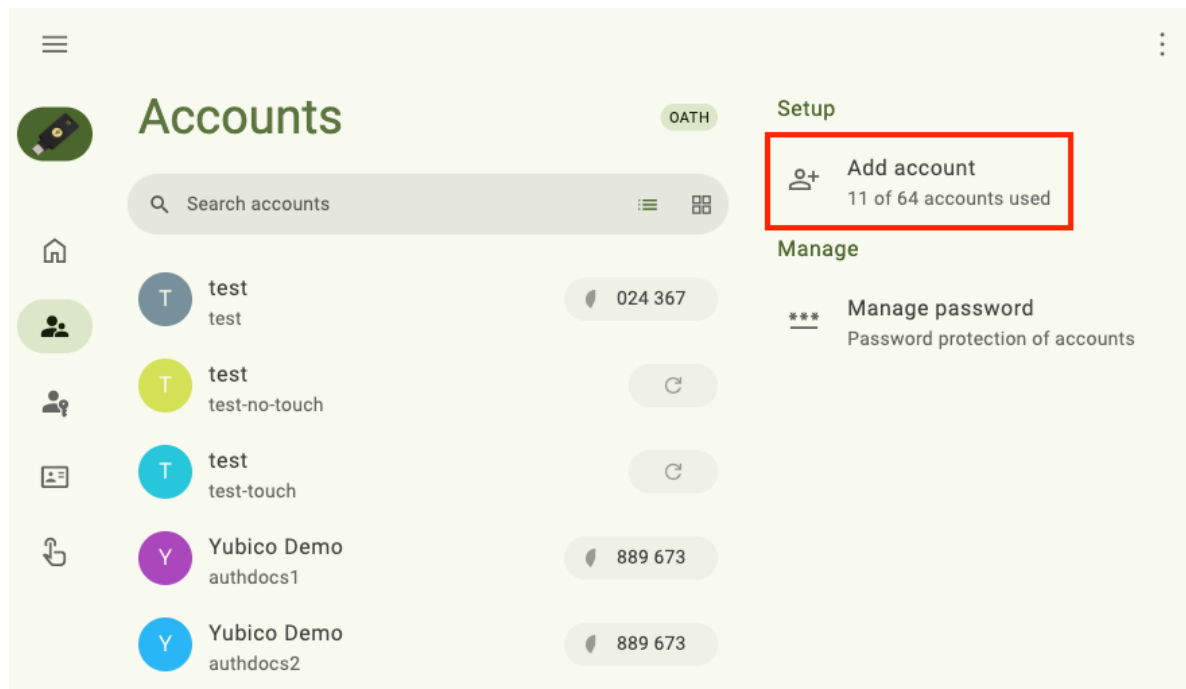 Accounts
OATH
Search accounts
T
test
test
024 367
T
test
test-no-touch
T
test
test-touch
Y
Yubico Demo
authdocs1
889 673
Y
Yubico Demo
authdocs2
889 673
Setup
Add account
11 of 64 accounts used
Manage
***
Manage password
Password protection of accounts